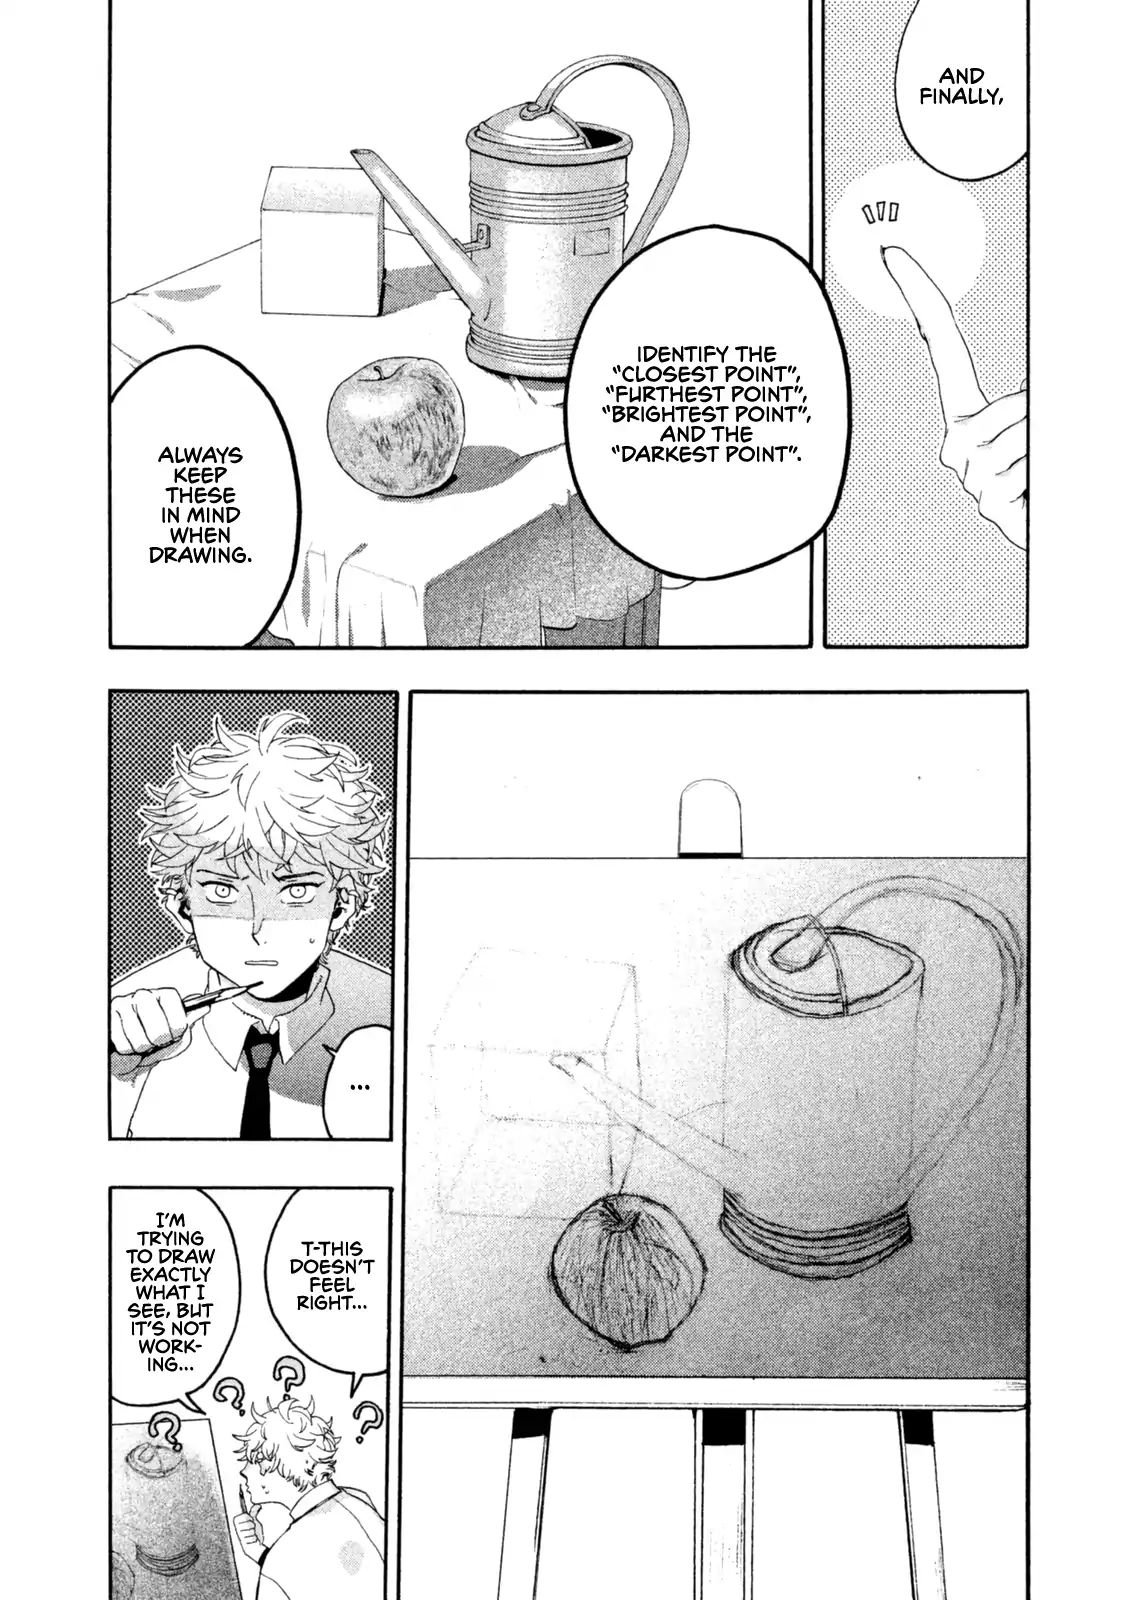 AND
FINALLY,
IDENTIFY THE
"CLOSEST POINT",
"FURTHEST POINT",
"BRIGHTEST POINT",
AND THE
"DARKEST POINT".
ALWAYS
KEEP
THESE
IN MIND
WHEN
DRAWING.
...
T-THIS
DOESN'T
FEEL
RIGHT...
I'M
TRYING
TO DRAW
EXACTLY
WHAT I
SEE, BUT
IT'S NOT
WORK-
ING...
?
?
?
?
?